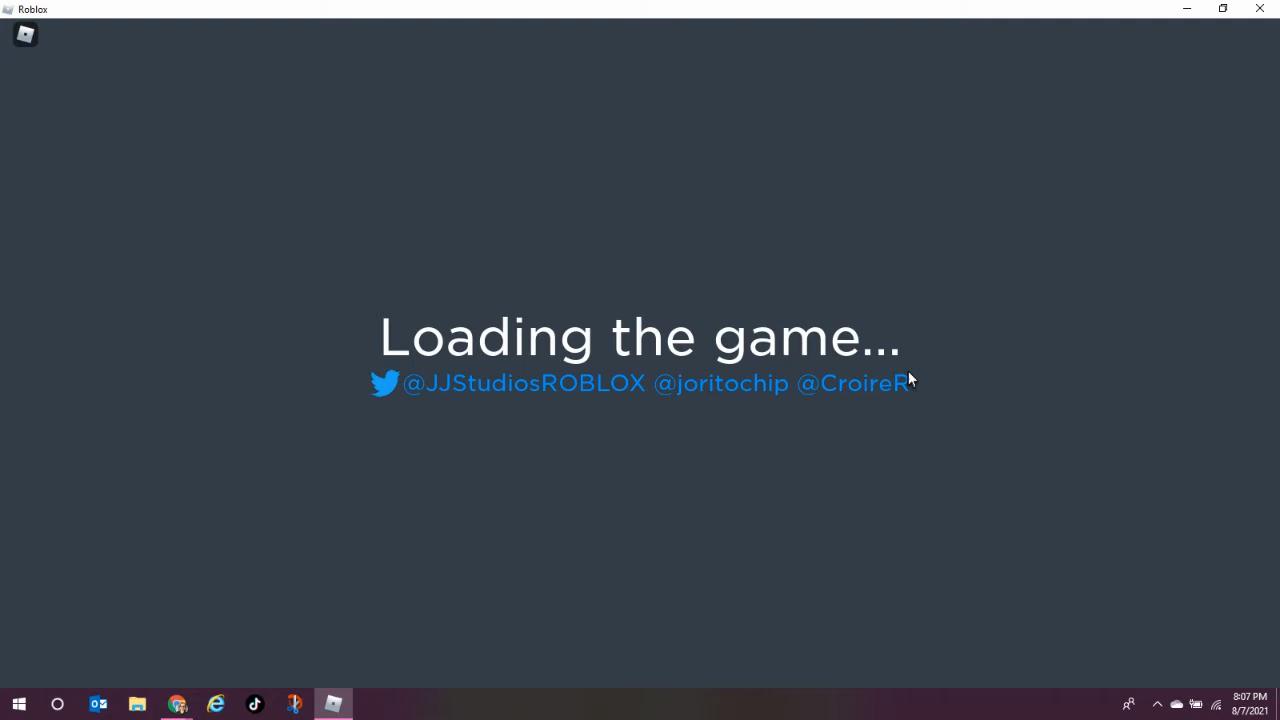 Roblox
Loading the game...
@JJStudiosROBLOX @joritochip @CroireR
8:07 PM
8/7/2021